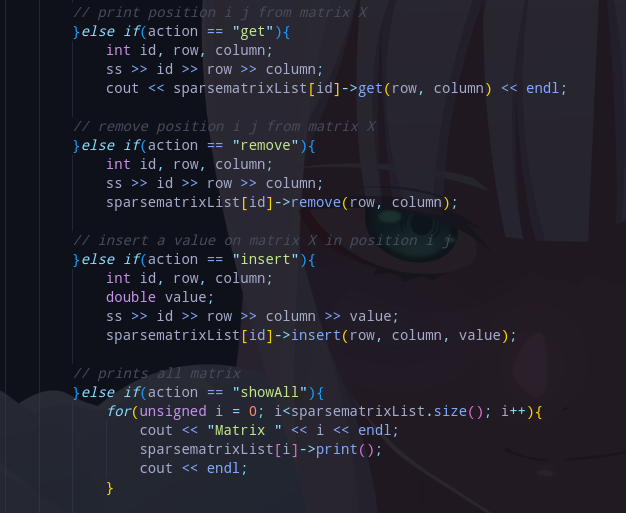 // print position i j from matrix X
}else if(action == "get"){
int id, row, column;
ss >> id >> row >> column;
cout << sparsematrixList[id]->get(row, column) << endl;
// remove position i j from matrix X
}else if(action == "remove"){
int id, row, column;
ss >> id >> row >> column;
sparsematrixList[id]->remove(row, column);
// insert a value on matrix X in position i j
}else if(action == "insert"){
int id, row, column;
double value;
ss >> id >> row >> column >> value;
sparsematrixList[id]->insert(row, column, value);
// prints all matrix
}else if(action == "showAll"){
for(unsigned i = 0; i<sparsematrixList.size(); i++){
cout << "Matrix " << i << endl;
sparsematrixList[i]->print();
cout << endl;
}